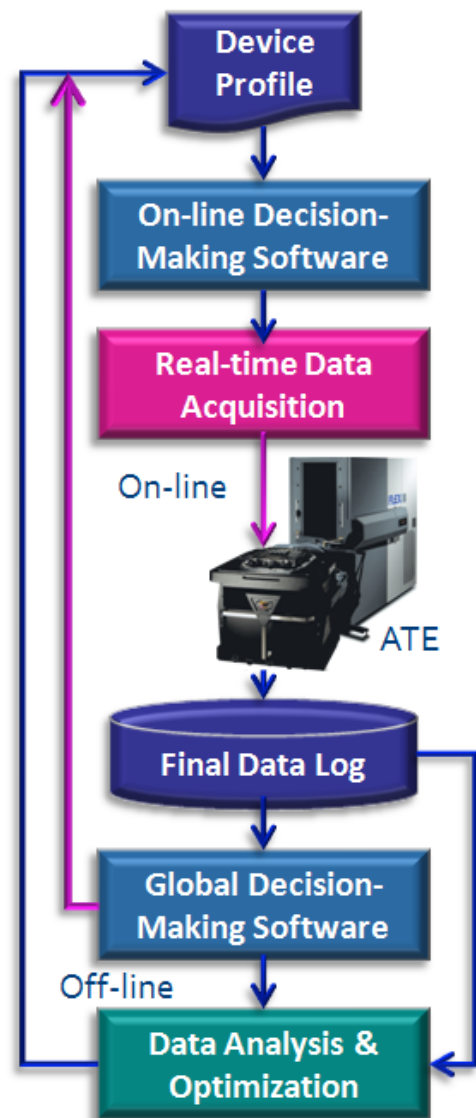 Device
Profile
On-line Decision-
Making Software
Real-time Data
Acquisition
On-line
ATE
Final Data Log
Global Decision-
Making Software
Off-line
Data Analysis &
Optimization